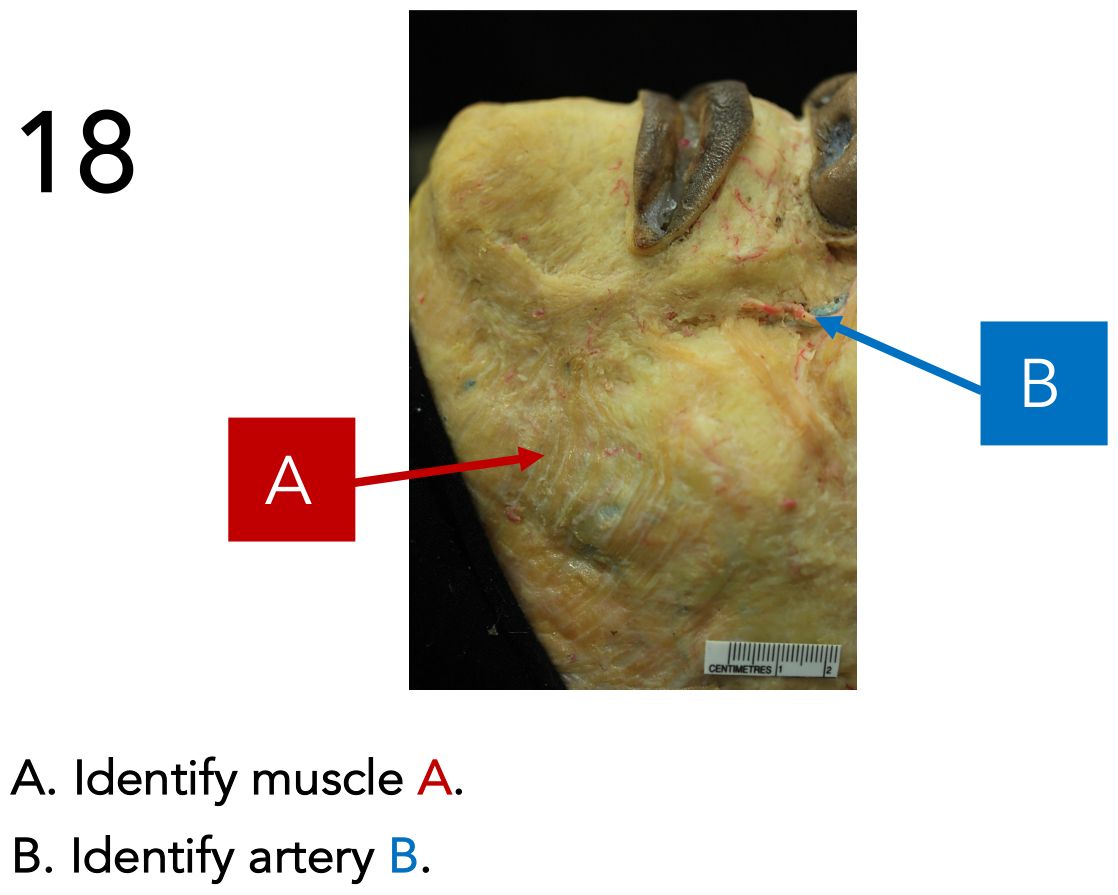 18
A
B
CENTIMETRES 1 2
A. Identify muscle A.
B. Identify artery B.